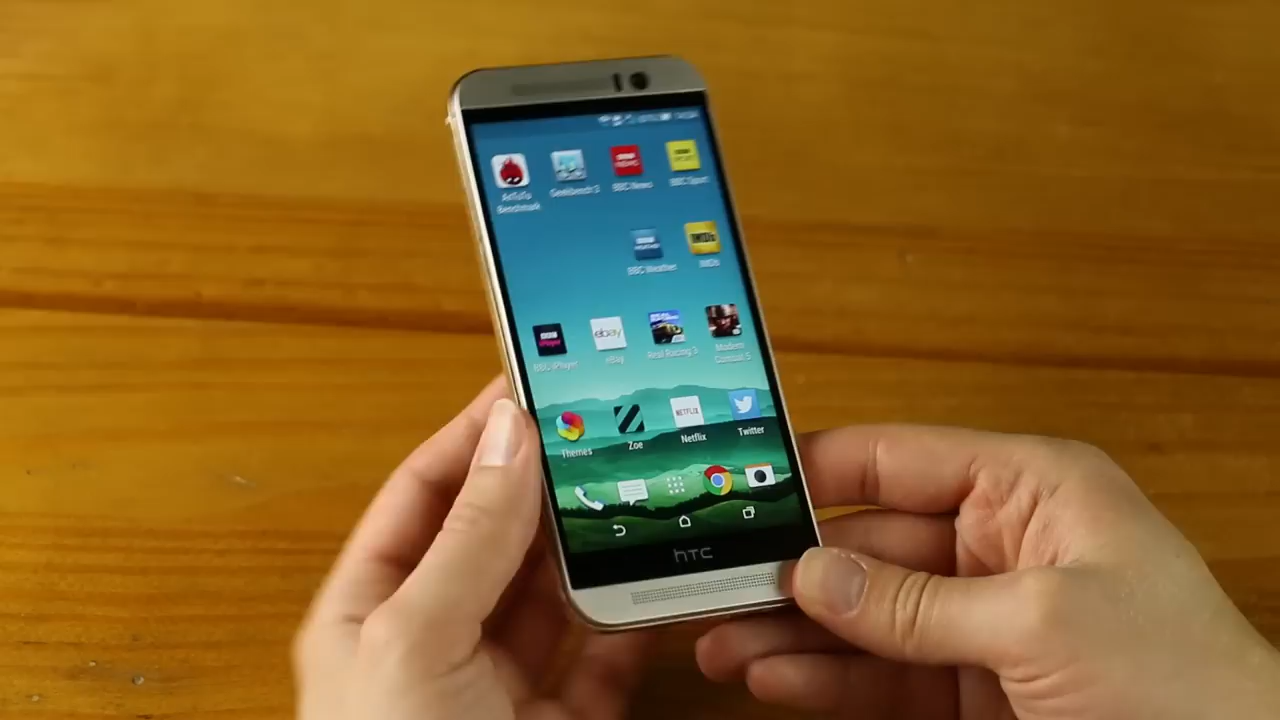 AnTuTu
Benchmark
Geekbench 3
BBC News
BBC Sport
BBC Weather
IMDb
BBC iPlayer
ebay
eBay
Real Racing 3
Modern
Combat 5
Themes
Zoe
NETFLIX
Netflix
Twitter
hTC